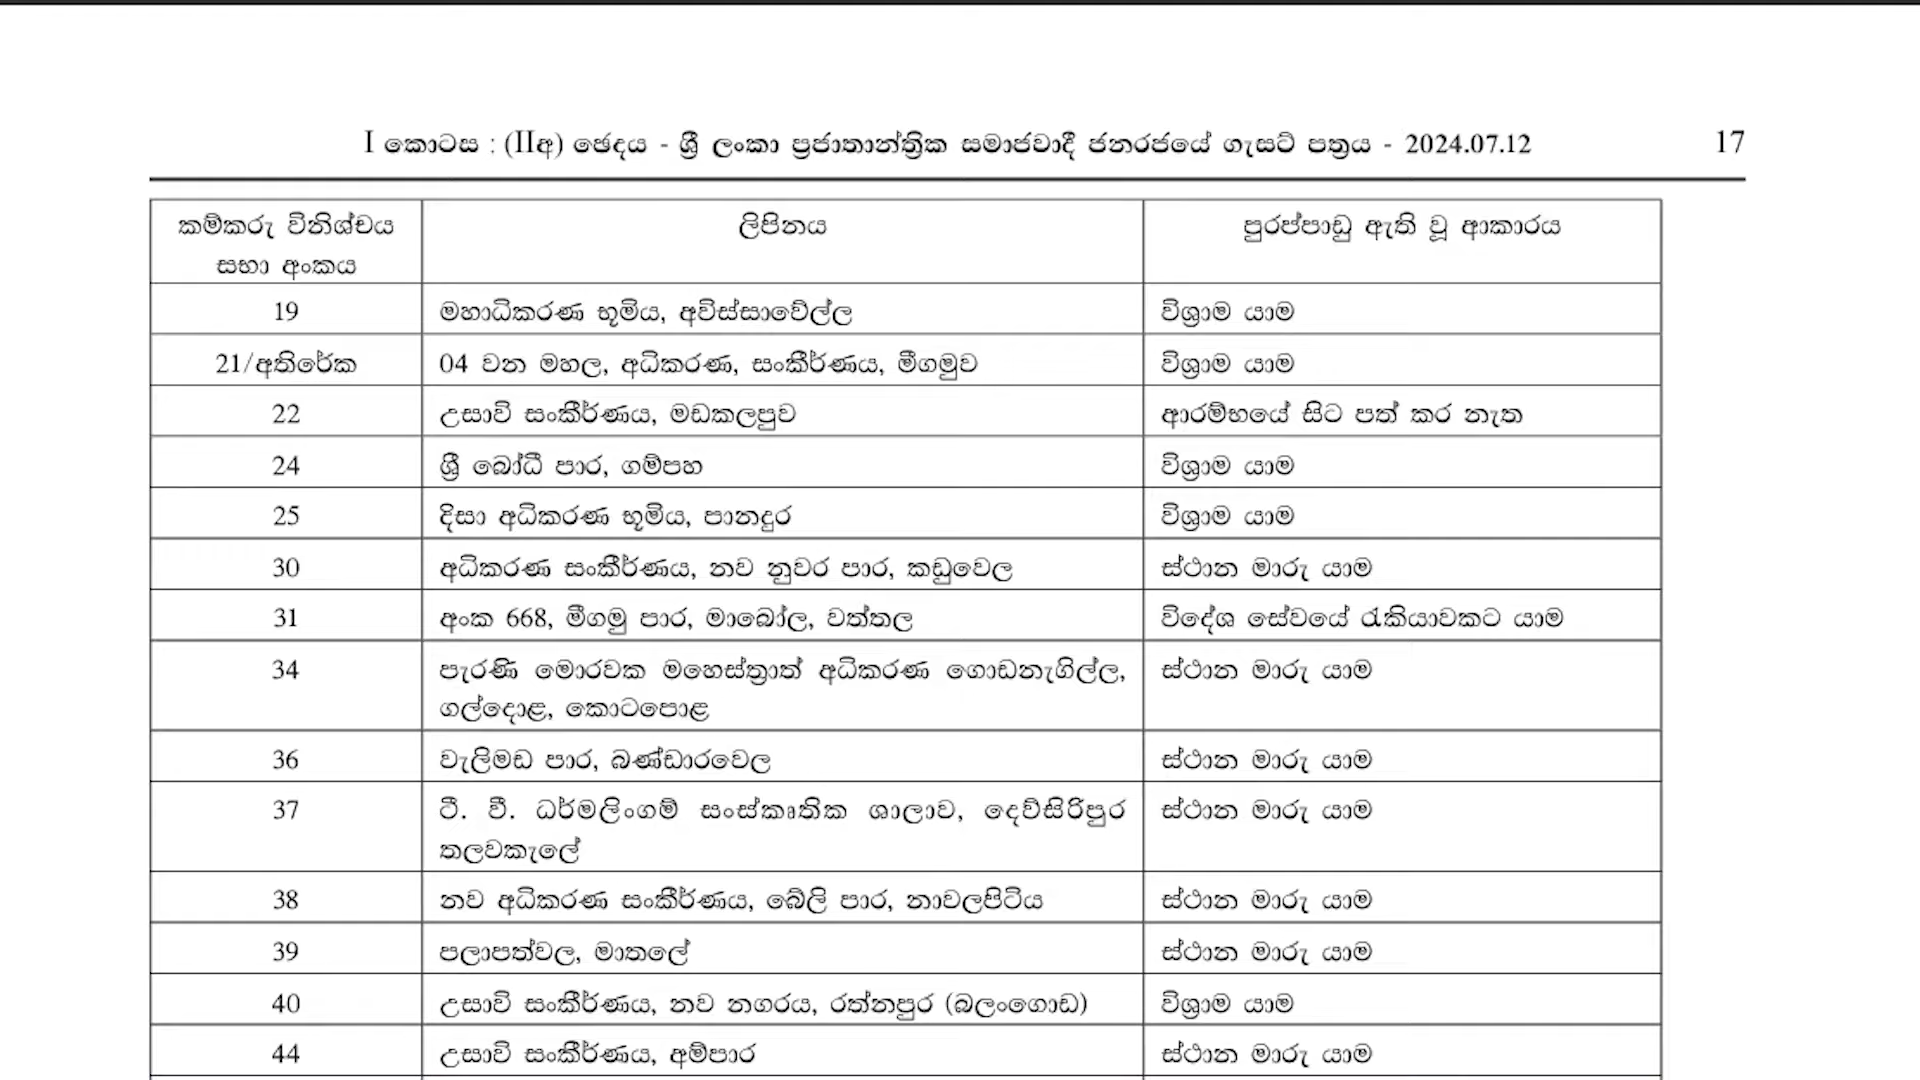 I කොටස : (IIඅ) ඡෙදය - ශ්‍රී ලංකා ප්‍රජාතාන්ත්‍රික සමාජවාදී ජනරජයේ ගැසට් පත්‍රය - 2024.07.12 17
කම්කරු විනිශ්චය ලිපිනය පුරප්පාඩු ඇති වූ ආකාරය
සභා අංකය
19 මහාධිකරණ භූමිය, අවිස්සාවේල්ල විශ්‍රාම යාම
21/අතිරේක 04 වන මහල, අධිකරණ, සංකීර්ණය, මීගමුව විශ්‍රාම යාම
22 උසාවි සංකීර්ණය, මඩකලපුව ආරම්භයේ සිට පත් කර නැත
24 ශ්‍රී බෝධී පාර, ගම්පහ විශ්‍රාම යාම
25 දිසා අධිකරණ භූමිය, පානදුර විශ්‍රාම යාම
30 අධිකරණ සංකීර්ණය, නව නුවර පාර, කඩුවෙල ස්ථාන මාරු යාම
31 අංක 668, මීගමු පාර, මාබෝල, වත්තල විදේශ සේවයේ රැකියාවකට යාම
34 පැරණි මොරවක මහෙස්ත්‍රාත් අධිකරණ ගොඩනැගිල්ල, ස්ථාන මාරු යාම
ගල්දොළ, කොටපොළ
36 වැලිමඩ පාර, බණ්ඩාරවෙල ස්ථාන මාරු යාම
37 ටී. වී. ධර්මලිංගම් සංස්කෘතික ශාලාව, දෙව්සිරිපුර ස්ථාන මාරු යාම
තලවකැලේ
38 නව අධිකරණ සංකීර්ණය, බේලි පාර, නාවලපිටිය ස්ථාන මාරු යාම
39 පලාපත්වල, මාතලේ ස්ථාන මාරු යාම
40 උසාවි සංකීර්ණය, නව නගරය, රත්නපුර (බලංගොඩ) විශ්‍රාම යාම
44 උසාවි සංකීර්ණය, අම්පාර ස්ථාන මාරු යාම